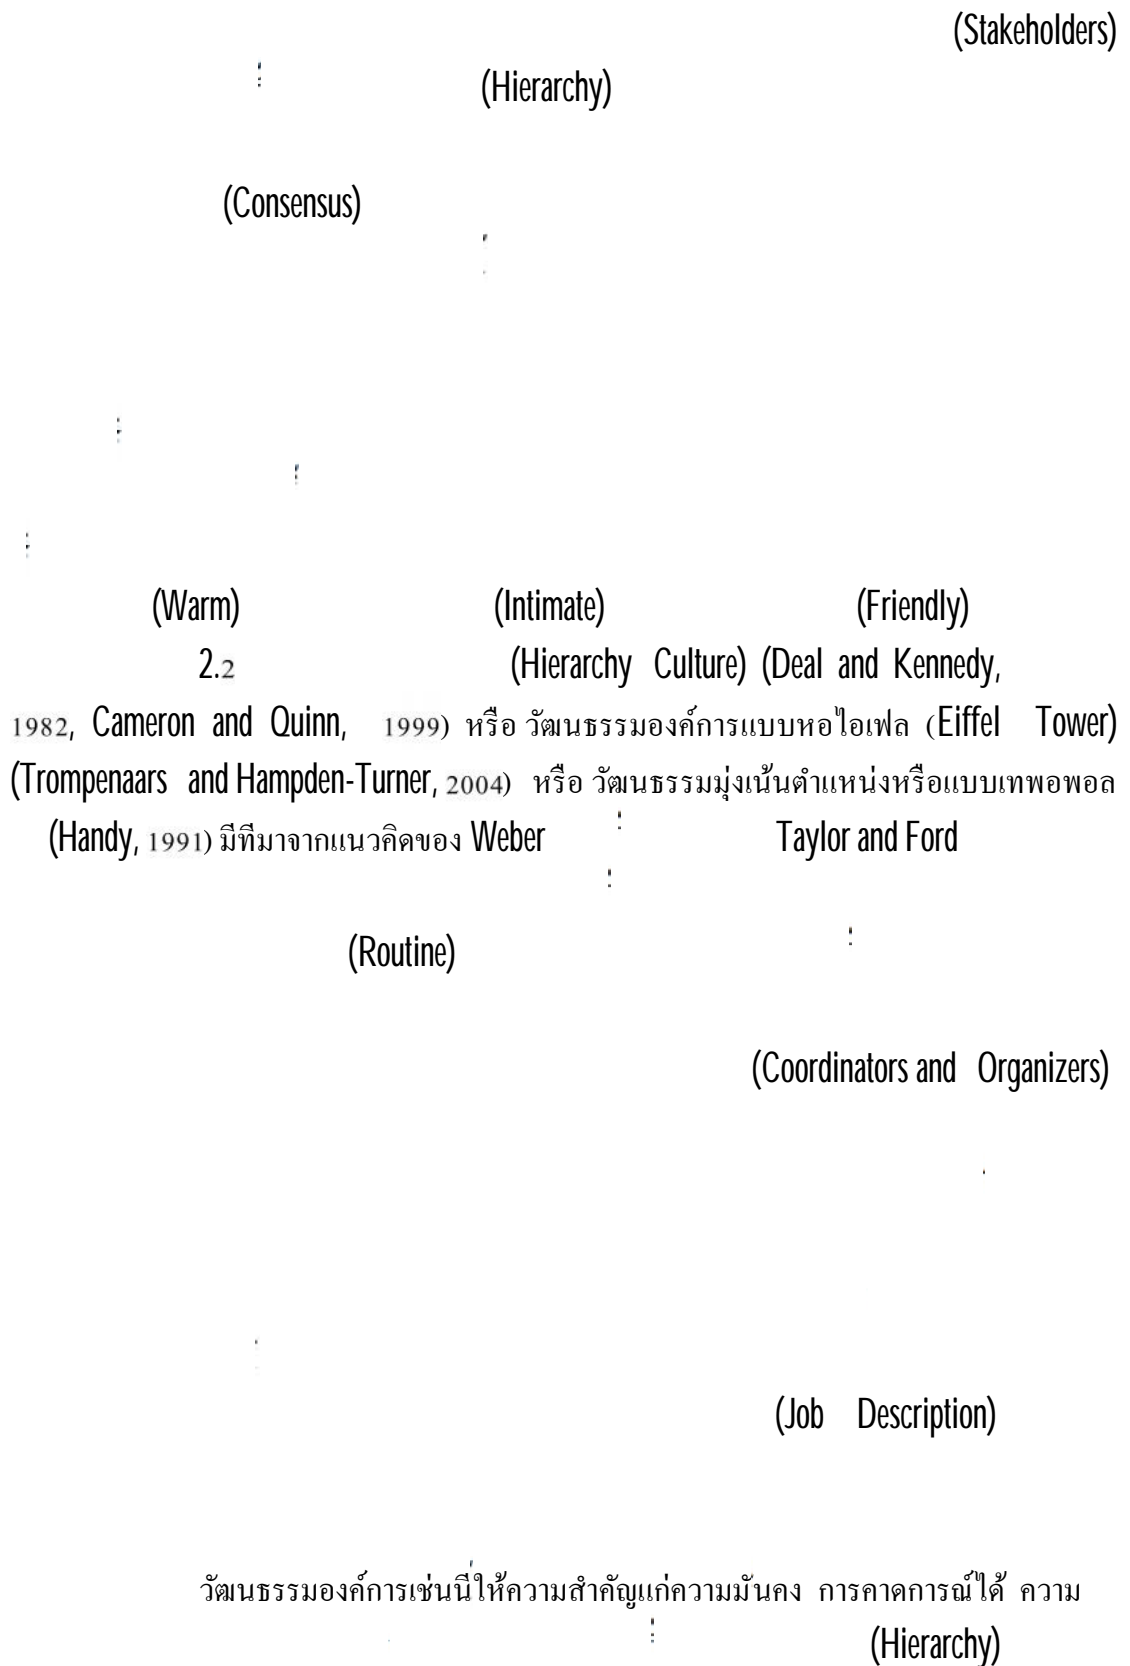 (Stakeholders)
(Hierarchy)
(Consensus)
(Warm) (Intimate) (Friendly)
2.2 (Hierarchy Culture) (Deal and Kennedy,
1982, Cameron and Quinn, 1999) หรือ วัฒนธรรมองค์การแบบหอไอเฟล (Eiffel Tower)
(Trompenaars and Hampden-Turner, 2004) หรือ วัฒนธรรมมุ่งเน้นตำแหน่งหรือแบบเทพอพอล
(Handy, 1991) มีทีมาจากแนวคิดของ Weber Taylor and Ford
(Routine)
(Coordinators and Organizers)
(Job Description)
วัฒนธรรมองค์การเช่นนี้ให้ความสำคัญแก่ความมันคง การคาดการณ์ได้ ความ
(Hierarchy)